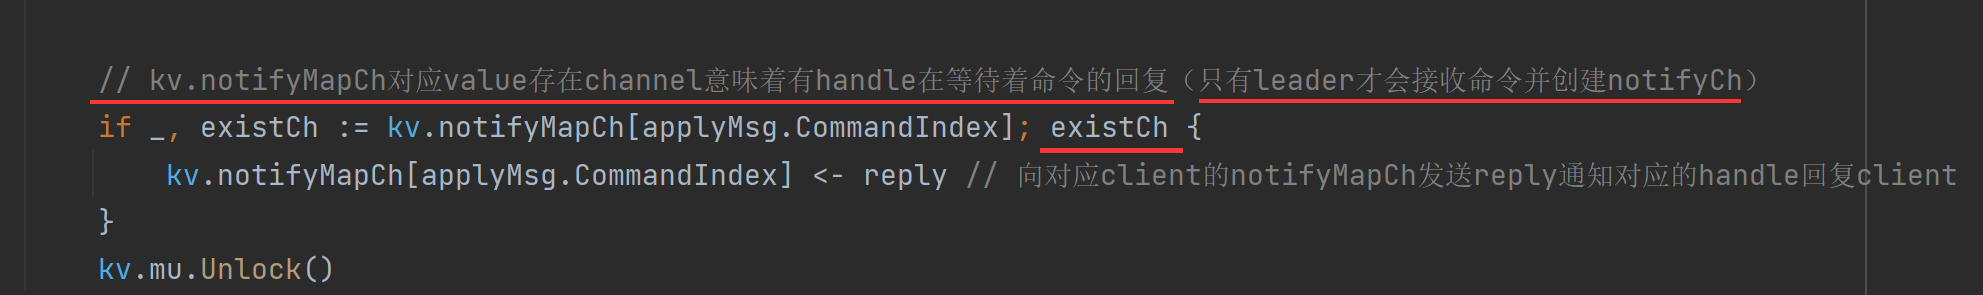 // kv.notifyMapCh对应value存在channel意味着有handle在等待着命令的回复（只有leader才会接收命令并创建notifyCh）
if _, existCh := kv.notifyMapCh[applyMsg.CommandIndex]; existCh {
kv.notifyMapCh[applyMsg.CommandIndex] <- reply // 向对应client的notifyMapCh发送reply通知对应的handle回复client
}
kv.mu.Unlock()